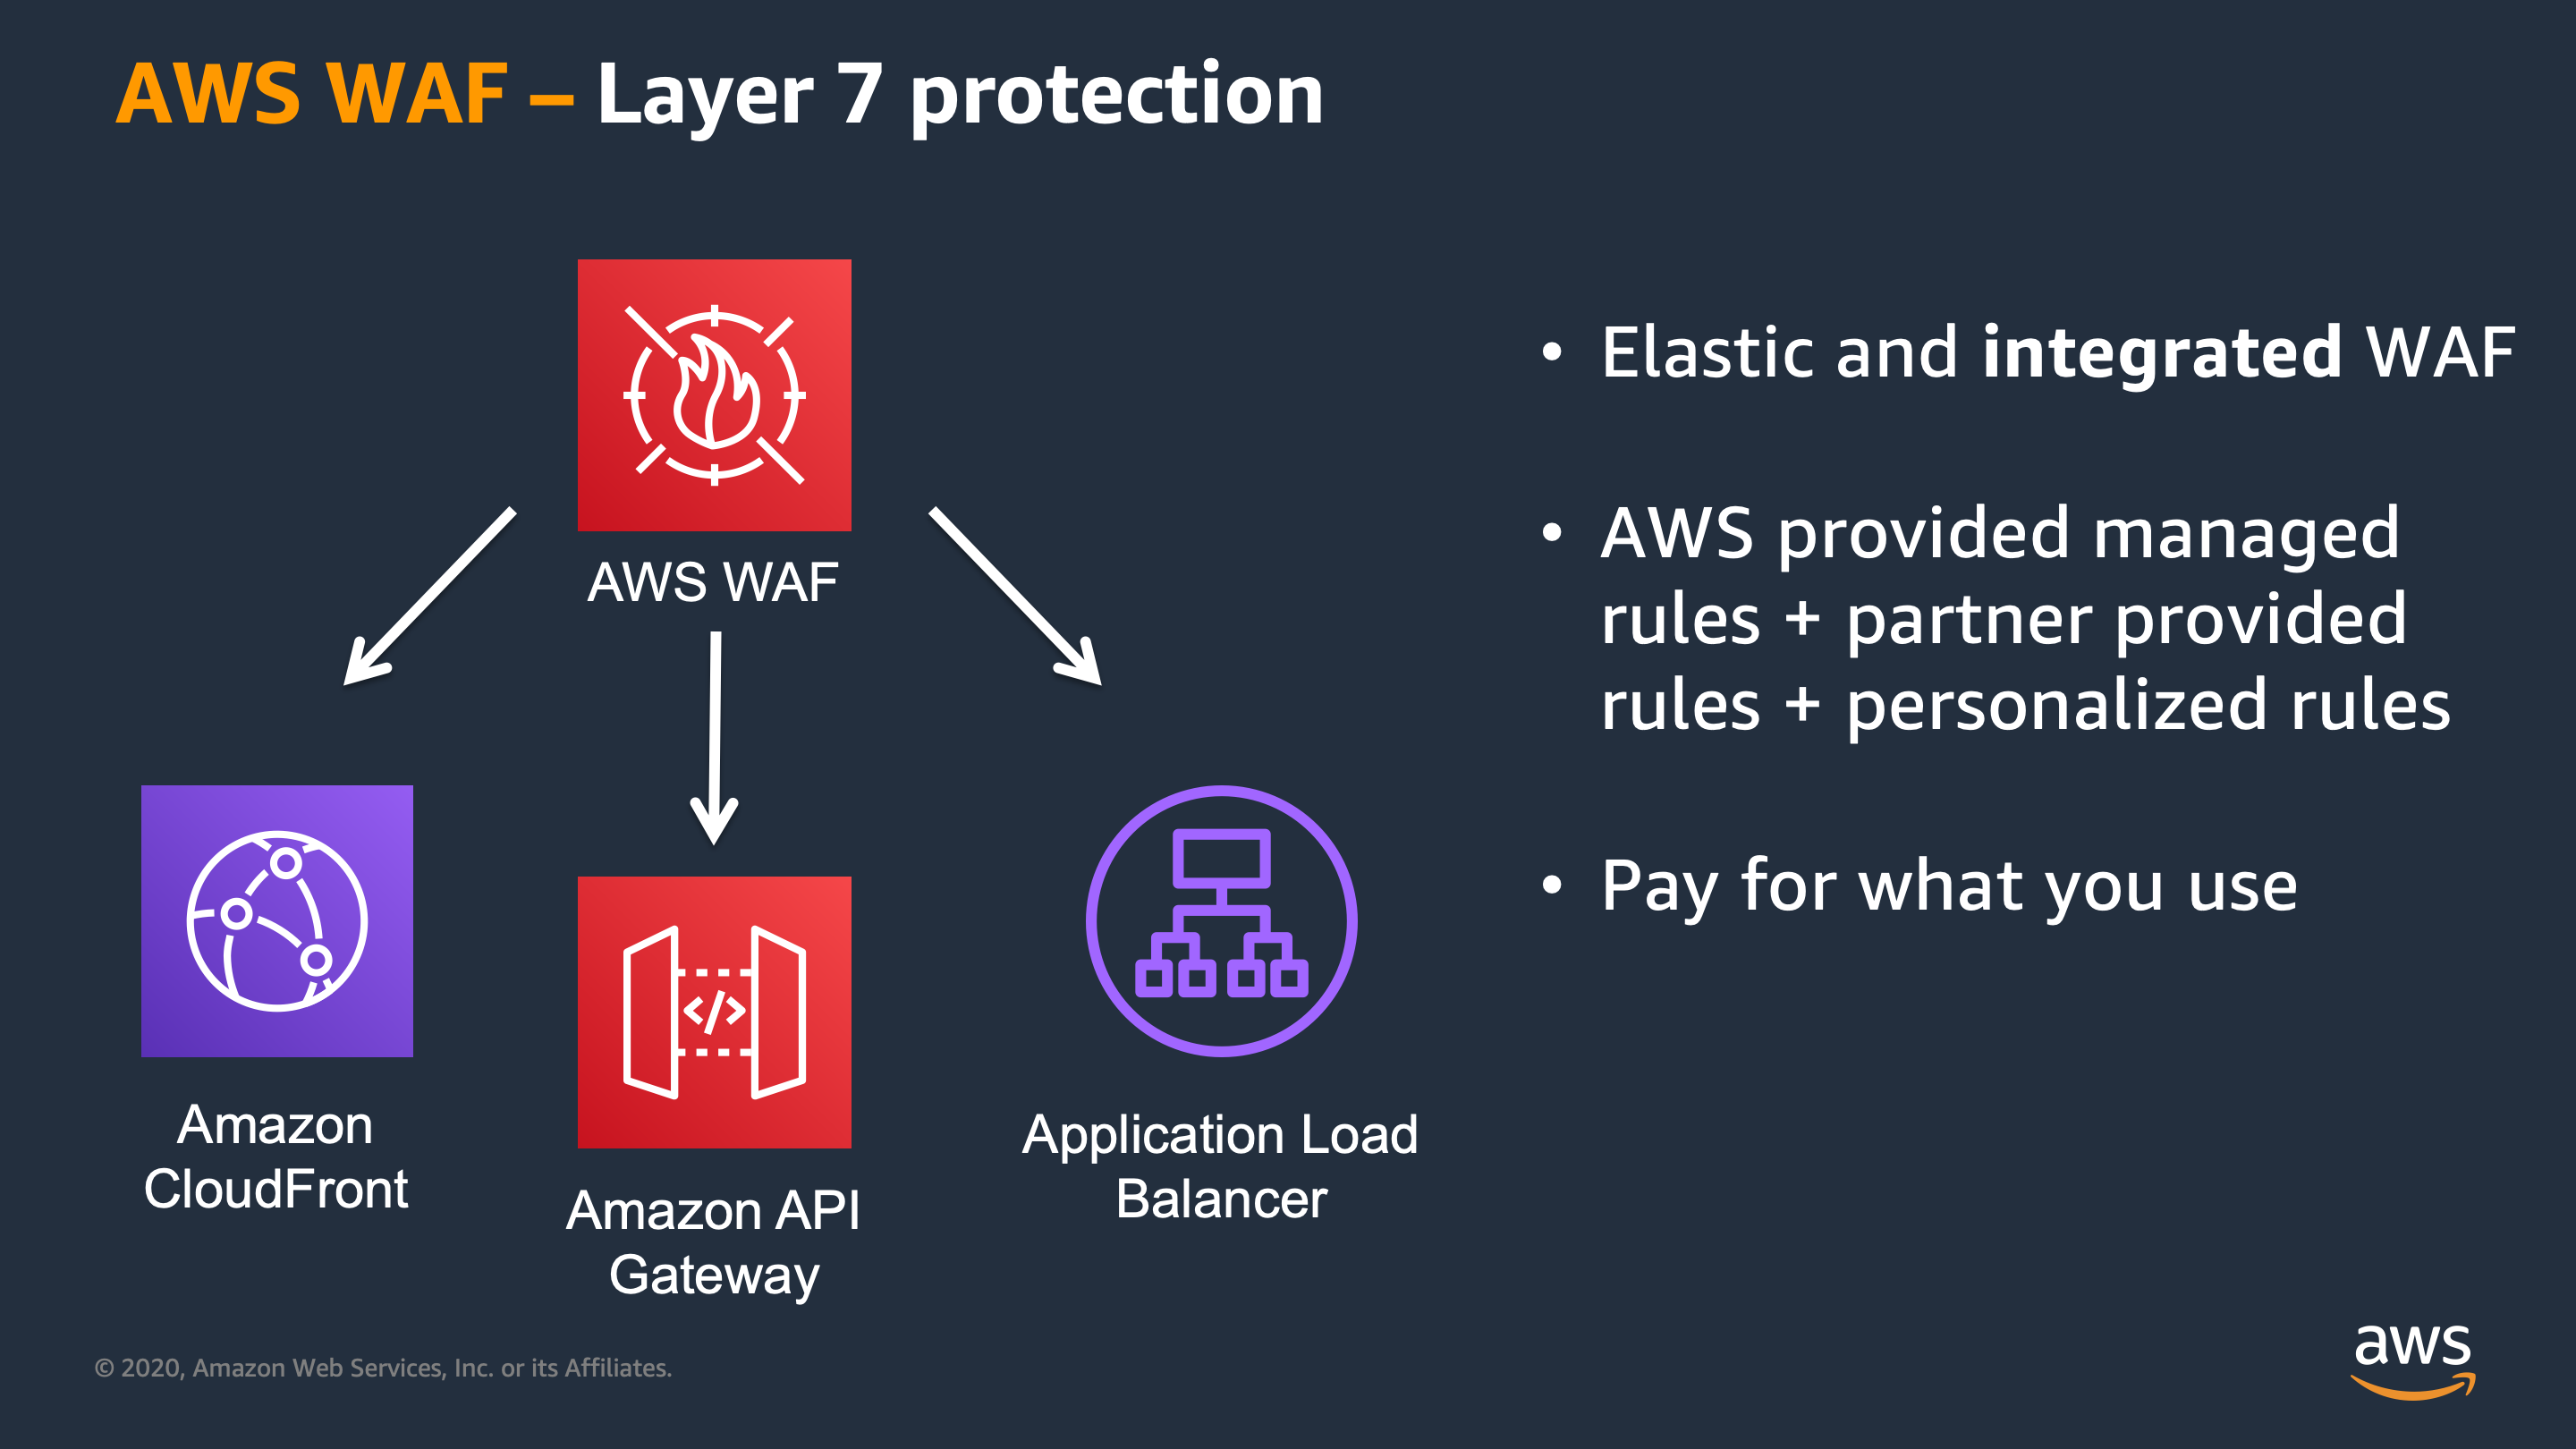 AWS WAF – Layer 7 protection
AWS WAF
Amazon
CloudFront
Amazon API
Gateway
Application Load
Balancer
• Elastic and integrated WAF
• AWS provided managed
rules + partner provided
rules + personalized rules
• Pay for what you use
© 2020, Amazon Web Services, Inc. or its Affiliates.
aws